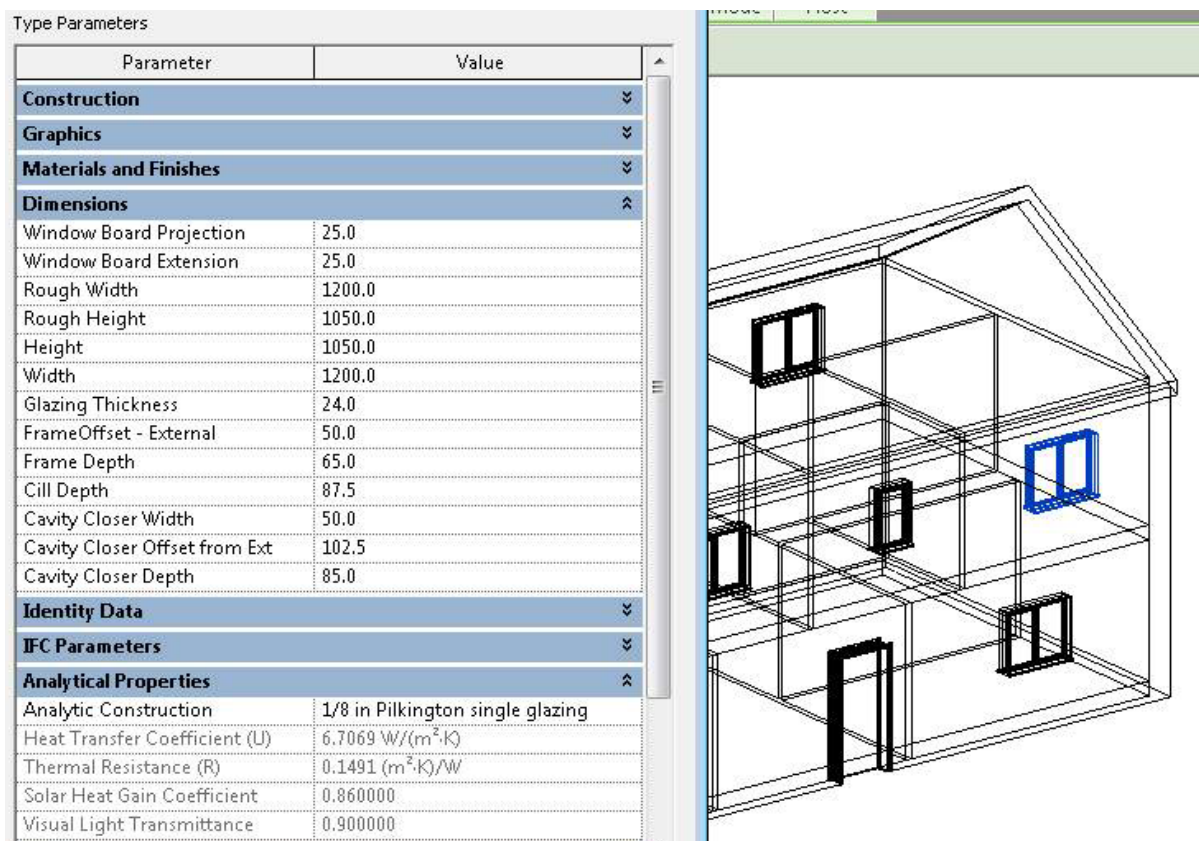 Type Parameters
Parameter Value
Construction
Graphics
Materials and Finishes
Dimensions
Window Board Projection 25.0
Window Board Extension 25.0
Rough Width 1200.0
Rough Height 1050.0
Height 1050.0
Width 1200.0
Glazing Thickness 24.0
FrameOffset - External 50.0
Frame Depth 65.0
Cill Depth 87.5
Cavity Closer Width 50.0
Cavity Closer Offset from Ext 102.5
Cavity Closer Depth 85.0
Identity Data
IFC Parameters
Analytical Properties
Analytic Construction 1/8 in Pilkington single glazing
Heat Transfer Coefficient (U) 6.7069 W/(m²·K)
Thermal Resistance (R) 0.1491 (m²·K)/W
Solar Heat Gain Coefficient 0.860000
Visual Light Transmittance 0.900000